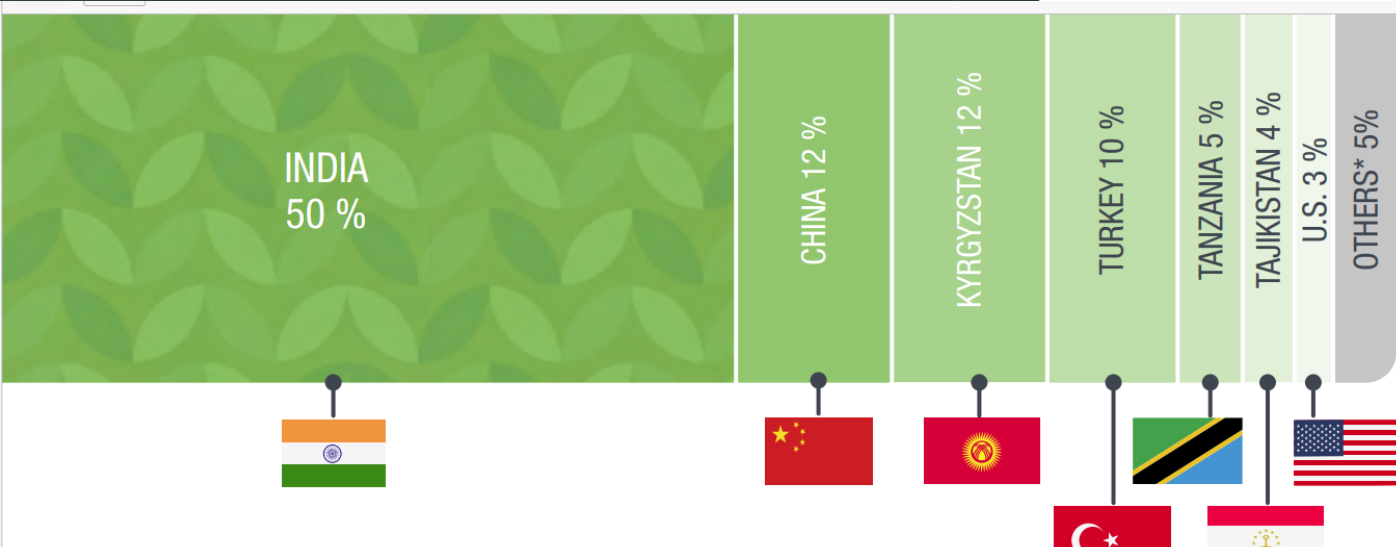 INDIA
50 %
CHINA 12 %
KYRGYZSTAN 12 %
TURKEY 10 %
TANZANIA 5 %
TAJIKISTAN 4 %
U.S. 3 %
OTHERS* 5%